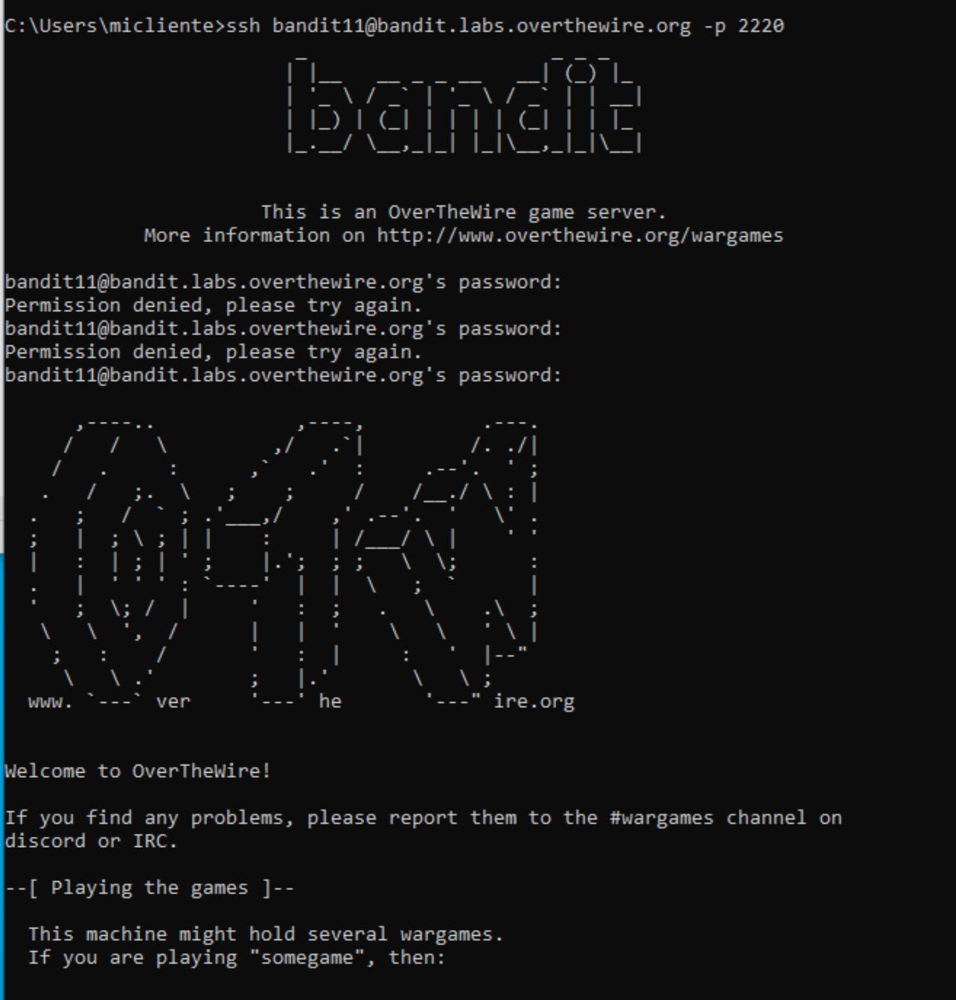 C:\Users\micliente>ssh bandit11@bandit.labs.overthewire.org -p 2220
bandit
This is an OverTheWire game server.
More information on http://www.overthewire.org/wargames
bandit11@bandit.labs.overthewire.org's password:
Permission denied, please try again.
bandit11@bandit.labs.overthewire.org's password:
Permission denied, please try again.
bandit11@bandit.labs.overthewire.org's password:
www. ver he ire.org
Welcome to OverTheWire!
If you find any problems, please report them to the #wargames channel on
discord or IRC.
--[ Playing the games ]--
This machine might hold several wargames.
If you are playing "somegame", then: